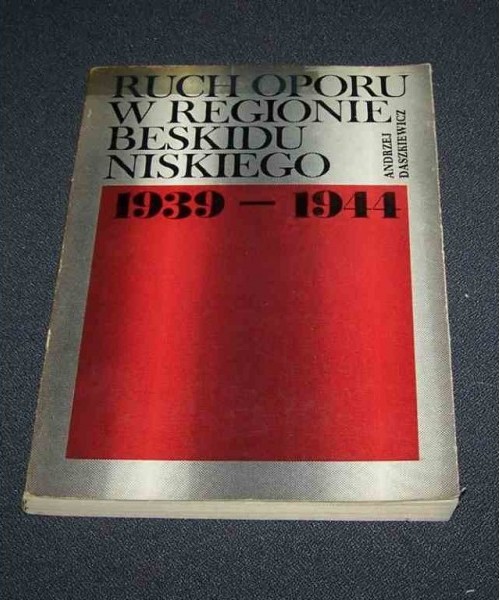 RUCH OPORU
W REGIONIE
BESKIDU
NISKIEGO
ANDRZEJ
DASZKIEWICZ
1939 — 1944